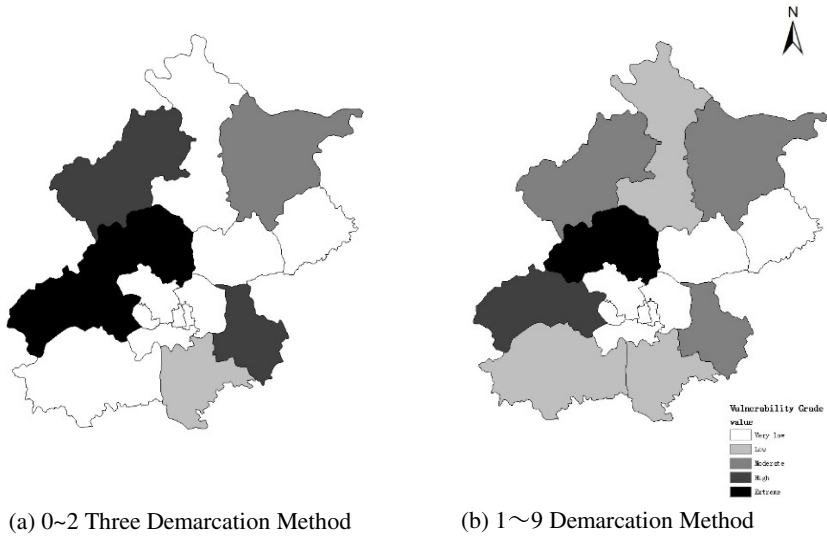 N
Vulnerability Grade
value
Very low
Low
Moderate
High
Extreme
(a) 0~2 Three Demarcation Method
(b) 1～9 Demarcation Method